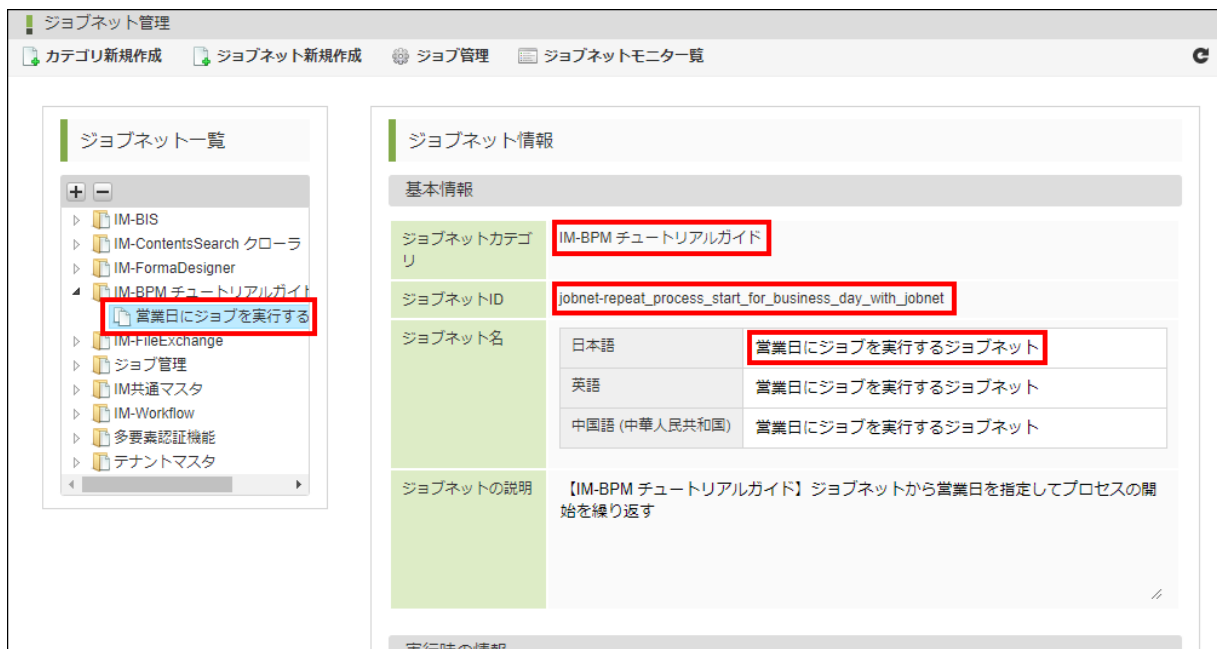 ジョブネット管理
カテゴリ新規作成 ジョブネット新規作成 ジョブ管理 ジョブネットモニター覧
ジョブネット一覧
IM-BIS
IM-ContentsSearch クローラ
IM-FormaDesigner
IM-BPM チュートリアルガイド
営業日にジョブを実行する
IM-FileExchange
ジョブ管理
IM共通マスタ
IM-Workflow
多要素認証機能
テナントマスタ
ジョブネット情報
基本情報
ジョブネットカテゴ
リ
IM-BPM チュートリアルガイド
ジョブネットID
jobnet-repeat_process_start_for_business_day_with_jobnet
ジョブネット名
日本語
営業日にジョブを実行するジョブネット
英語
営業日にジョブを実行するジョブネット
中国語 (中華人民共和国)
営業日にジョブを実行するジョブネット
ジョブネットの説明
【IM-BPM チュートリアルガイド】ジョブネットから営業日を指定してプロセスの開
始を繰り返す
実行時の情報